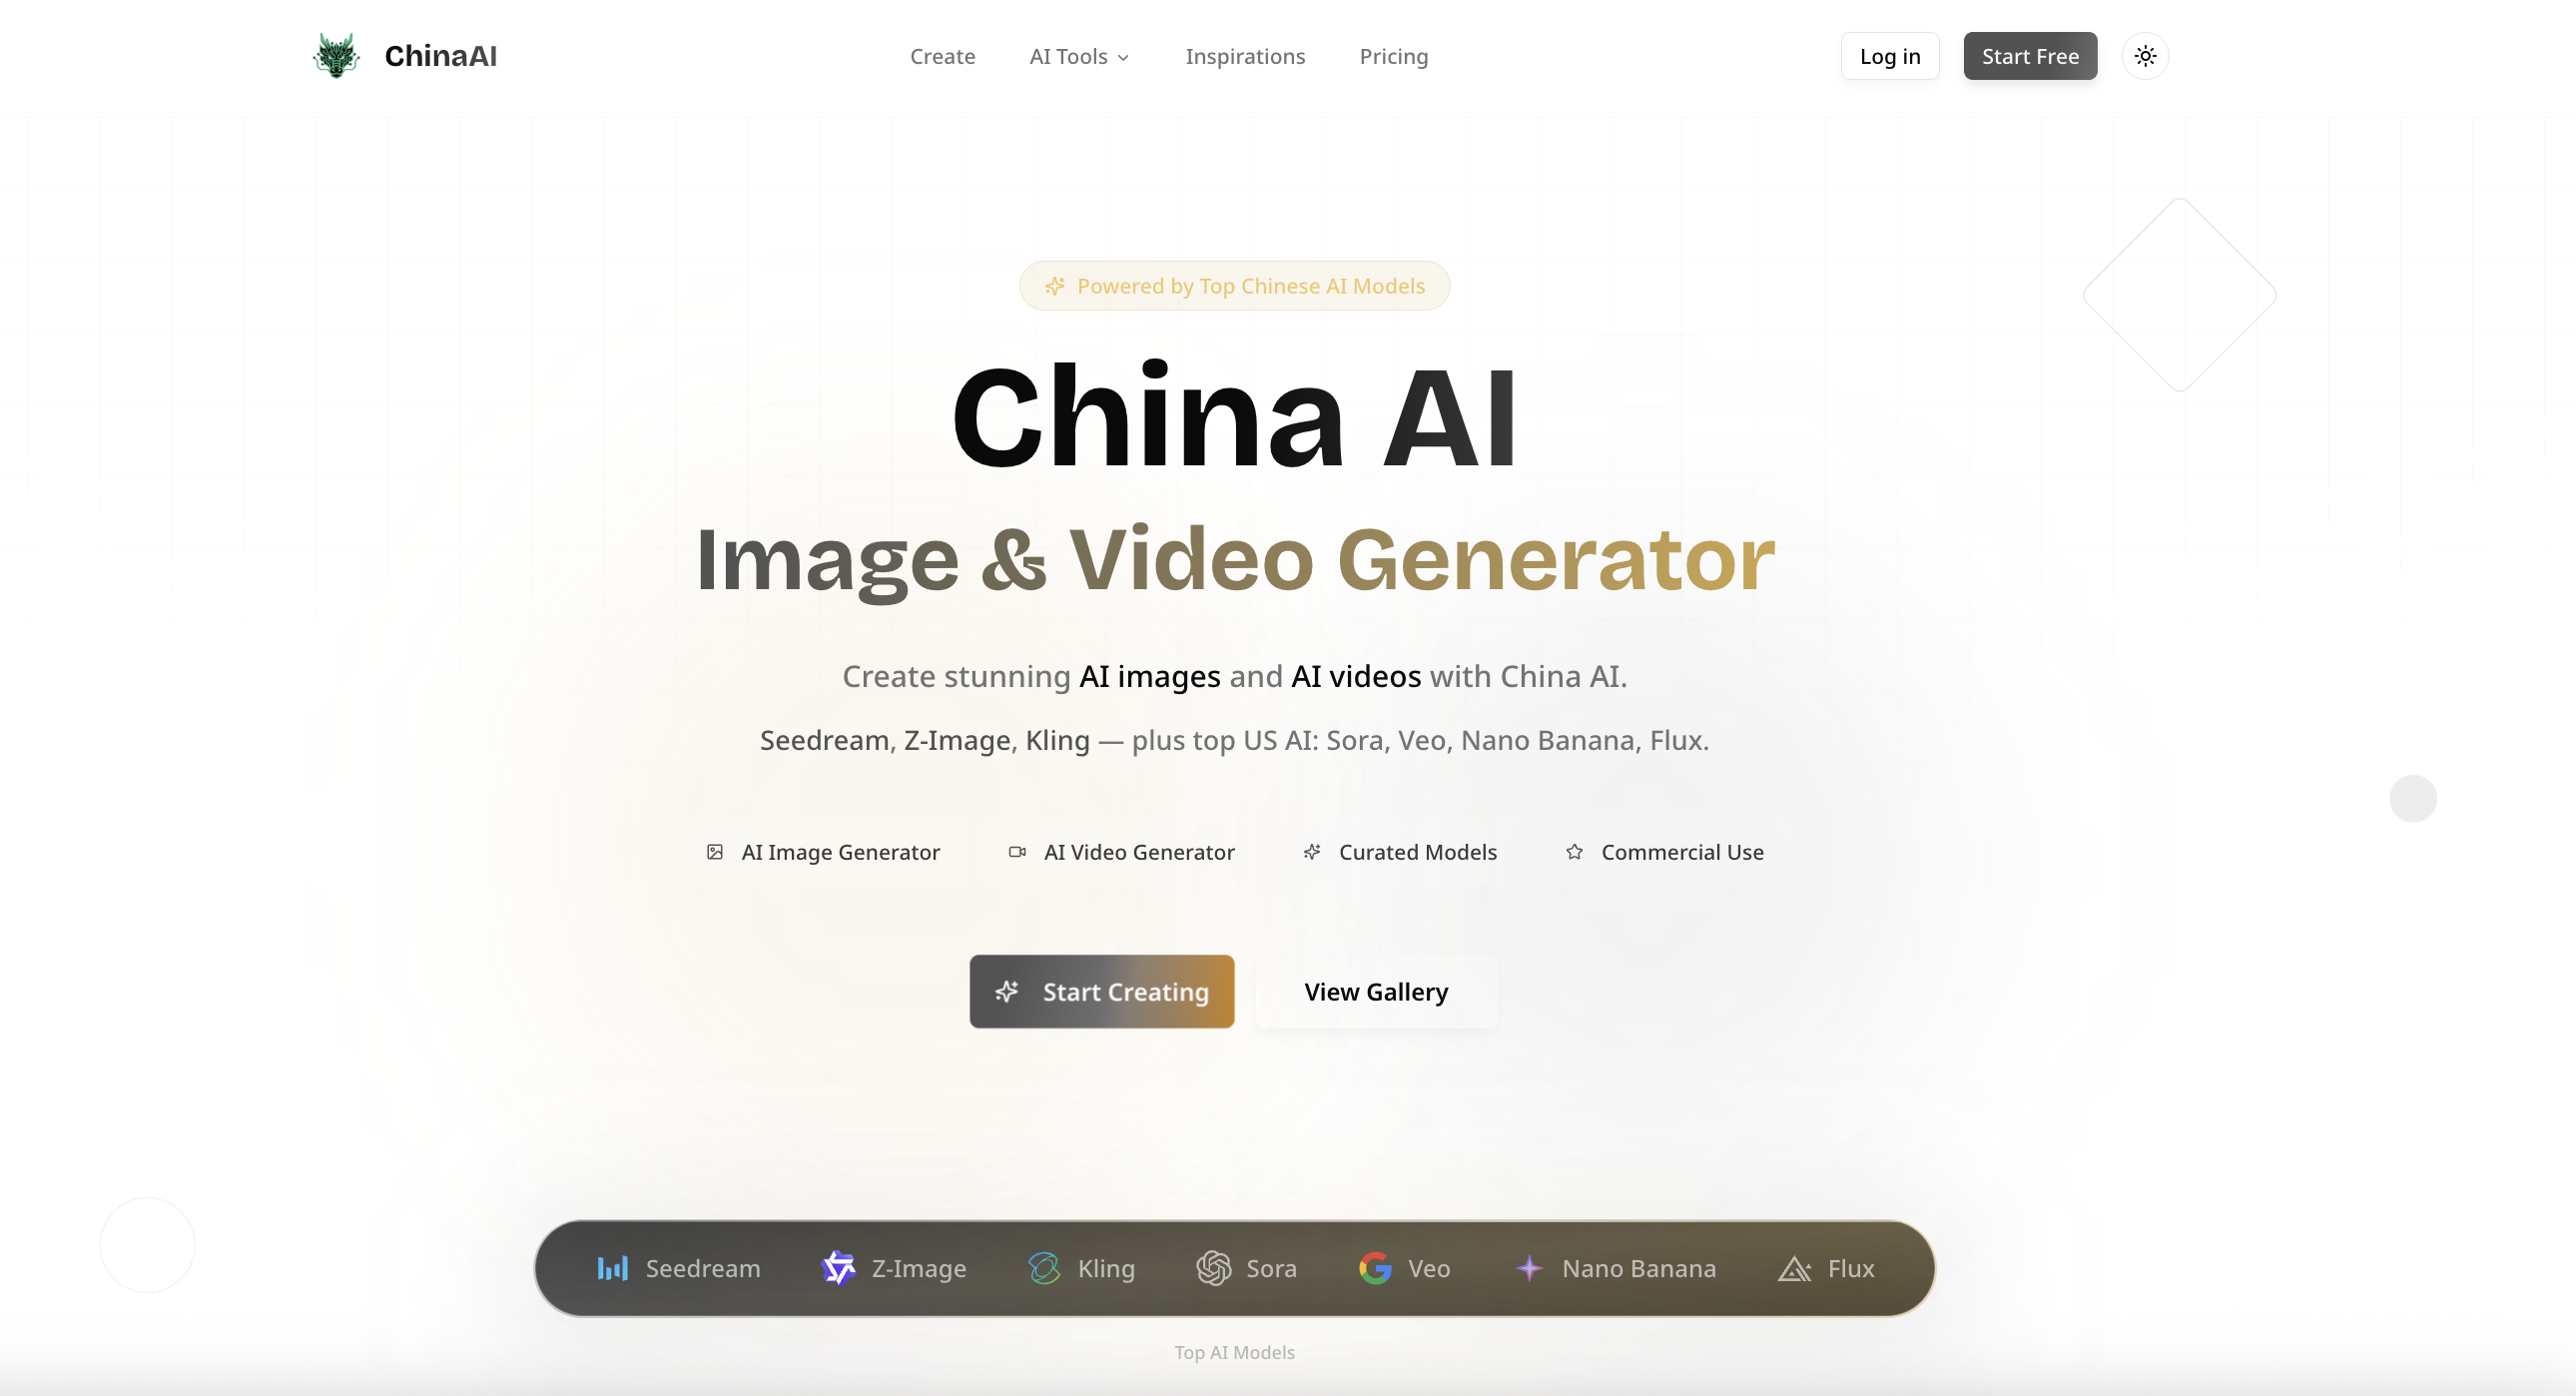 ChinaAI
Create
AI Tools
Inspirations
Pricing
Log in
Start Free
Powered by Top Chinese AI Models
China AI
Image & Video Generator
Create stunning AI images and AI videos with China AI.
Seedream, Z-Image, Kling — plus top US AI: Sora, Veo, Nano Banana, Flux.
AI Image Generator
AI Video Generator
Curated Models
Commercial Use
Start Creating
View Gallery
Seedream
Z-Image
Kling
Sora
Veo
Nano Banana
Flux
Top AI Models